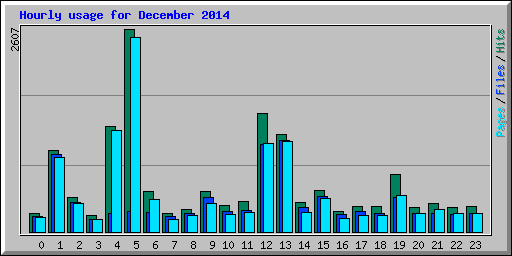 Hourly usage for December 2014
2607
Pages / Files / Hits
0 1 2 3 4 5 6 7 8 9 10 11 12 13 14 15 16 17 18 19 20 21 22 23